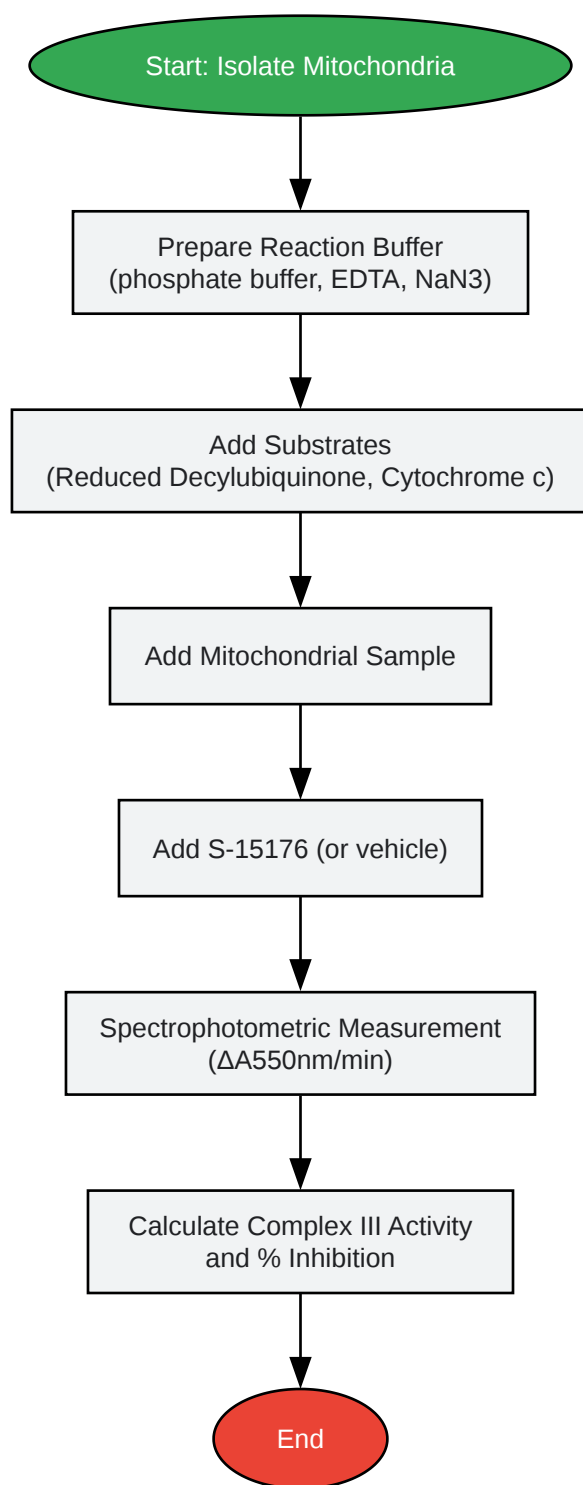 Start: Isolate Mitochondria
Prepare Reaction Buffer
(phosphate buffer, EDTA, NaN3)
Add Substrates
(Reduced Decylubiquinone, Cytochrome c)
Add Mitochondrial Sample
Add S-15176 (or vehicle)
Spectrophotometric Measurement
(ΔA550nm/min)
Calculate Complex III Activity
and % Inhibition
End